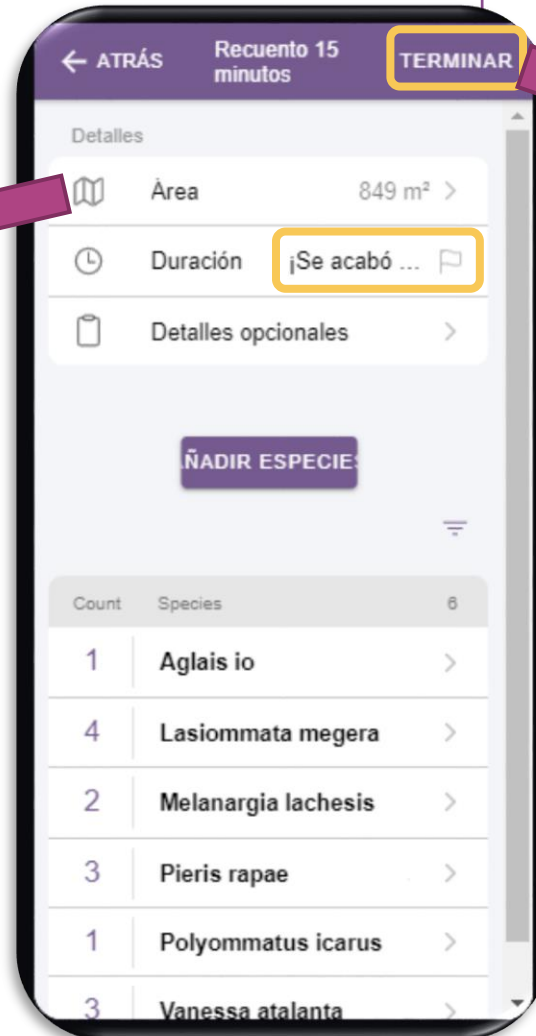 ← ATRÁS Recuento 15 minutos TERMINAR
Detalles
Àrea 849 m² >
Duración ¡Se acabó ...
Detalles opcionales >
ÑADIR ESPECIE
Count Species 6
1 Aglais io >
4 Lasiommata megera >
2 Melanargia lachesis >
3 Pieris rapae >
1 Polyommatus icarus >
3 Vanessa atalanta >